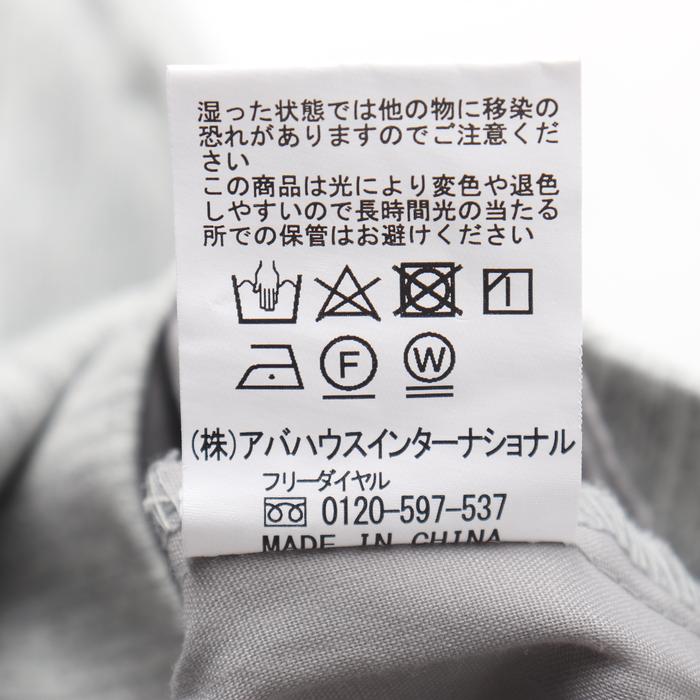 湿った状態では他の物に移染の
恐れがありますのでご注意くだ
さい
この商品は光により変色や退色
しやすいので長時間光の当たる
所での保管はお避けください
F
W
(株)アバハウスインターナショナル
フリーダイヤル
0120-597-537
MADE IN CHINA